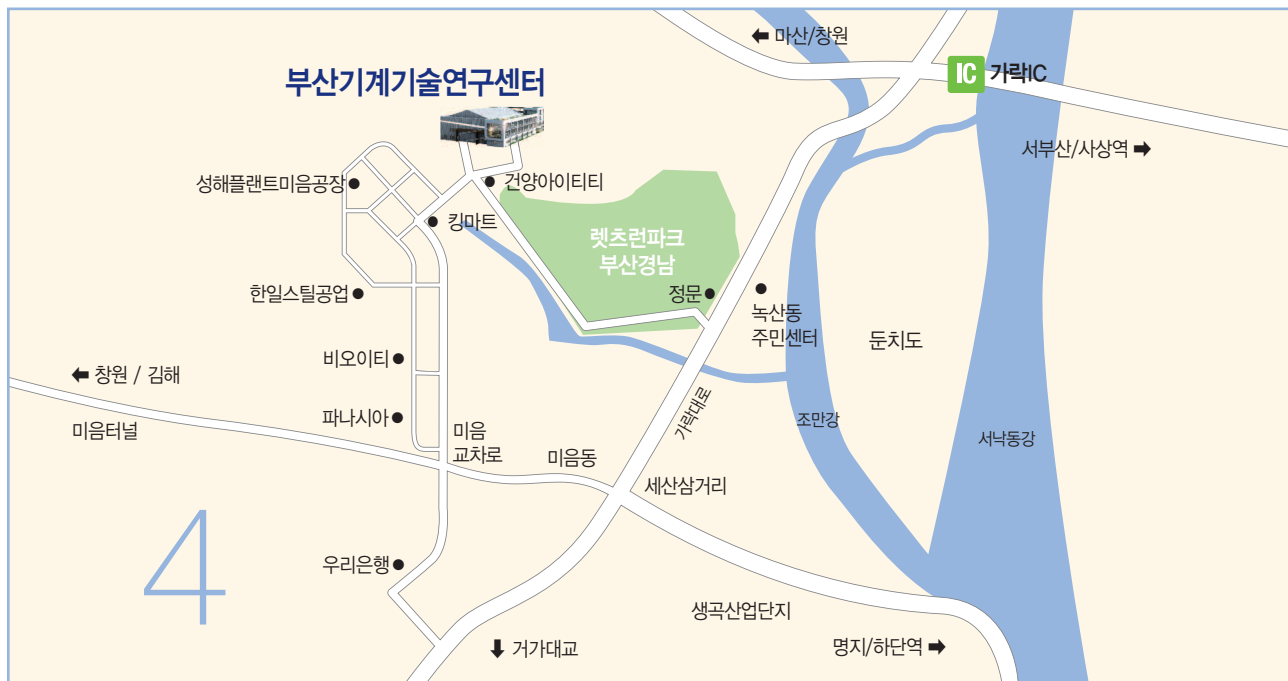 마산/창원
IC 가락IC
부산기계기술연구센터
서부산/사상역
성해플랜트미음공장
건양아이티티
킹마트
렛츠런파크
부산경남
한일스틸공업
정문
녹산동
주민센터
둔치도
비오이티
창원 / 김해
파나시아
가락대로
조만강
서낙동강
미음터널
미음
교차로
미음동
세산삼거리
4
우리은행
생곡산업단지
거가대교
명지/하단역